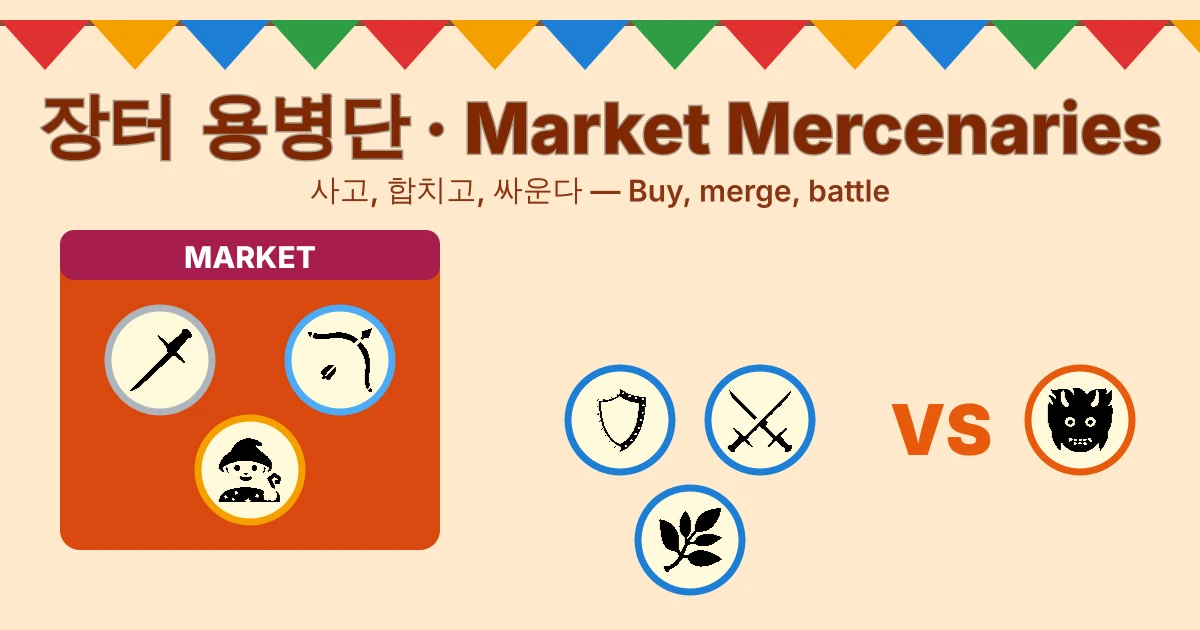 장터 용병단 · Market Mercenaries
사고, 합치고, 싸운다 — Buy, merge, battle
MARKET
VS